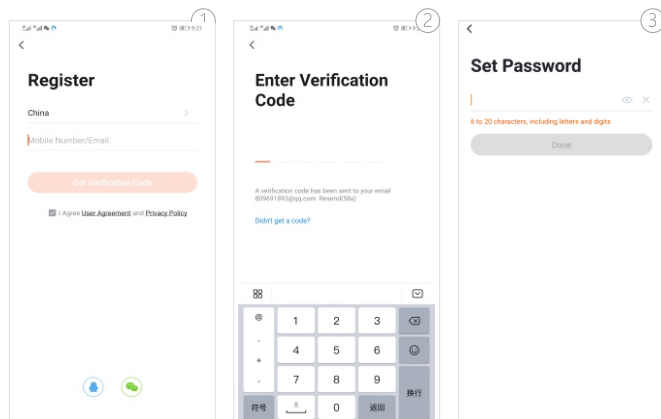 1
9:21
Register
China
Mobile Number/Email
Get Verification Code
I Agree User Agreement and Privacy Policy
2
Enter Verification
Code
A verification code has been sent to your email
809691893@qq.com Resend(58s)
Didn't get a code?
@
1
2
3
.
4
5
6
+
-
7
8
9
换行
符号
0
返回
3
Set Password
6 to 20 characters, including letters and digits
Done